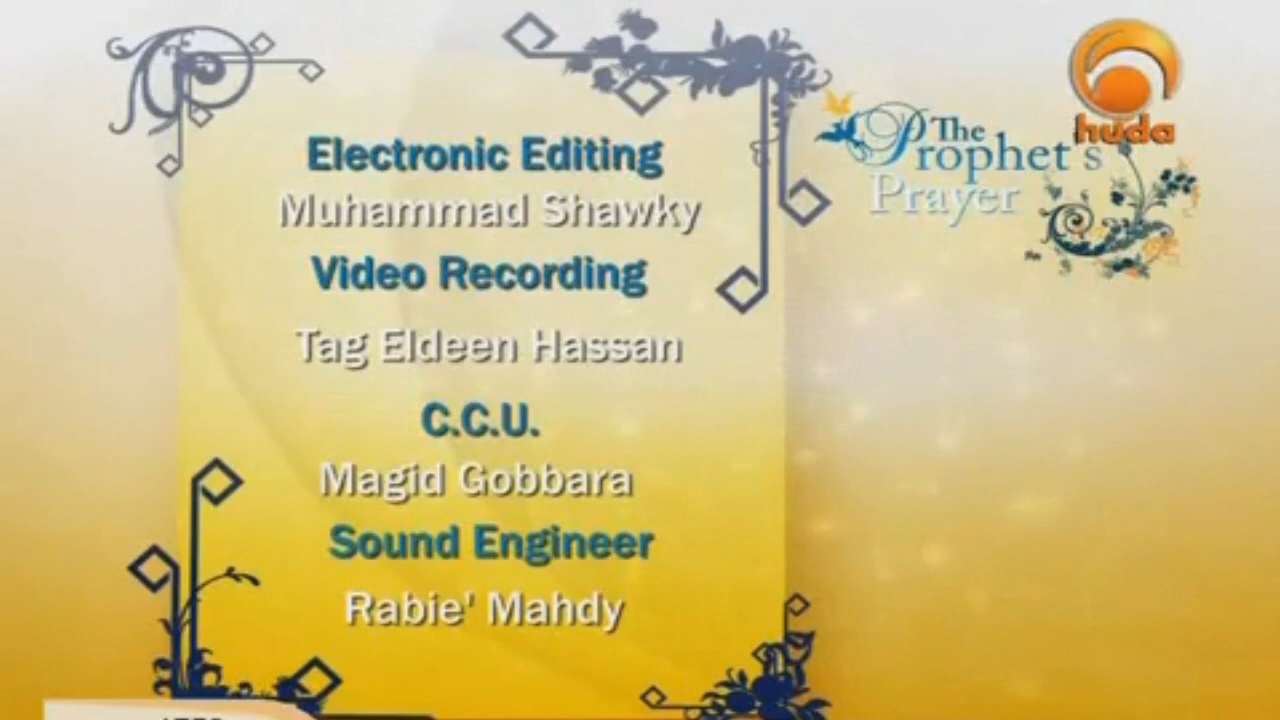 Electronic Editing
Muhammad Shawky
Video Recording
Tag Eldeen Hassan
C.C.U.
Magid Gobbara
Sound Engineer
Rabie' Mahdy
The
Prophet's
Prayer
huda